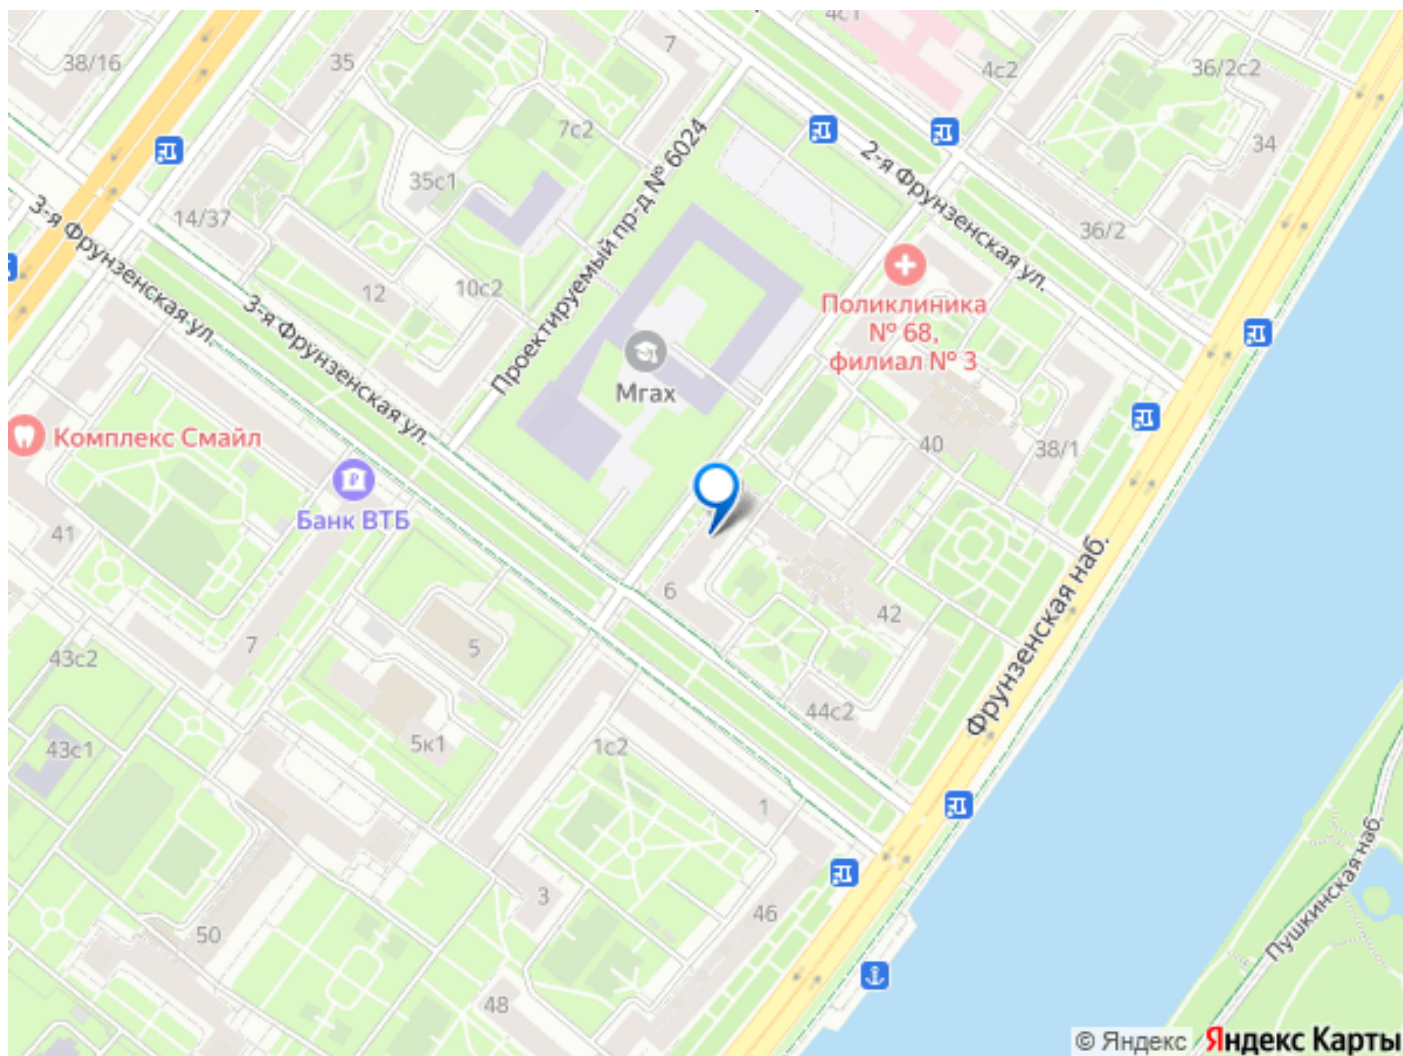 4с1
38/16
35
7
4с2
36/2с2
7с2
34
2-я Фрунзенская ул.
Проектируемый пр-д № 6024
35с1
14/37
3-я Фрунзенская ул.
36/2
12
10с2
3-я Фрунзенская ул.
Поликлиника
№ 68,
филиал № 3
Мгах
Комплекс Смайл
40
38/1
Банк ВТБ
41
6
42
Фрунзенская наб.
7
5
43с2
44с2
43с1
5к1
1с2
1
3
46
50
48
Пушкинская наб.
© Яндекс
Яндекс Карты